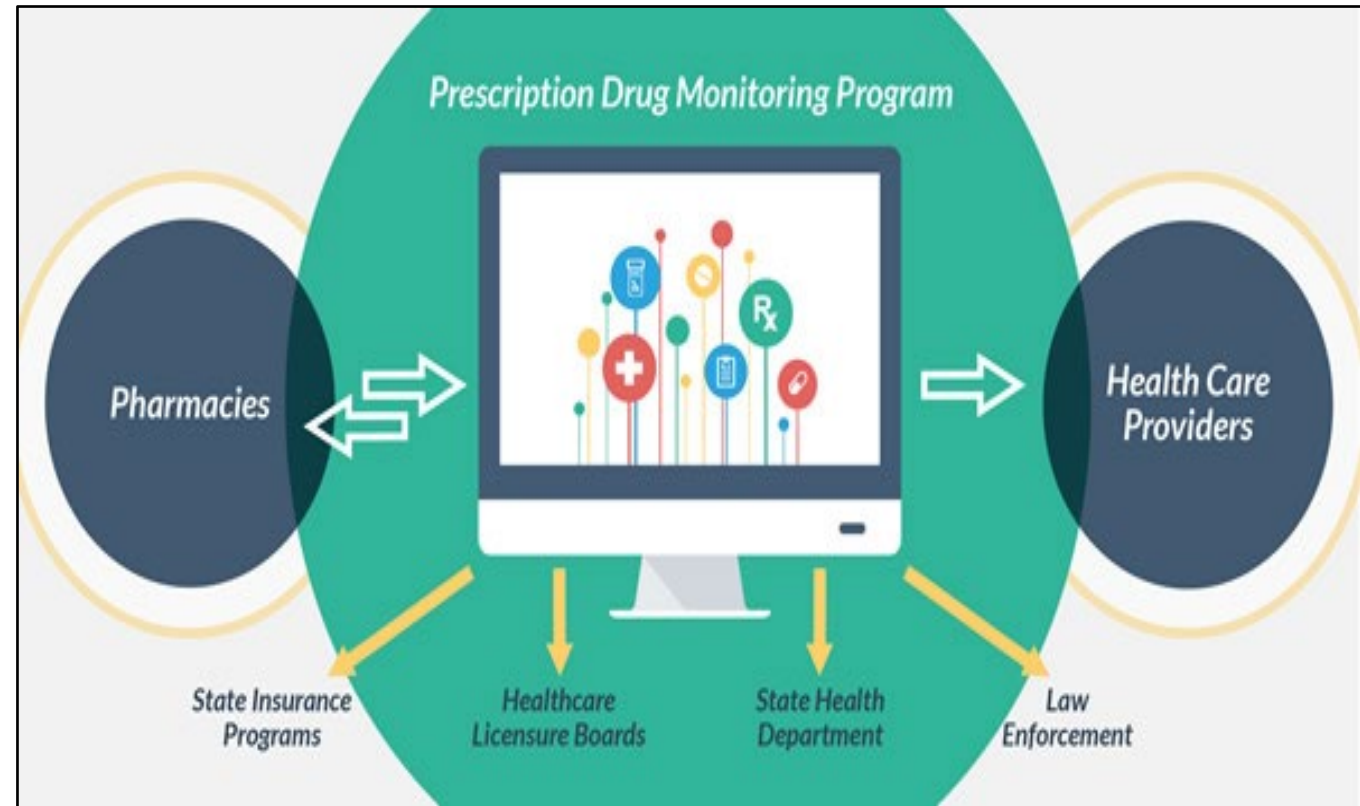 Prescription Drug Monitoring Program
Rx
Pharmacies
Health Care
Providers
State Insurance
Programs
Healthcare
Licensure Boards
State Health
Department
Law
Enforcement